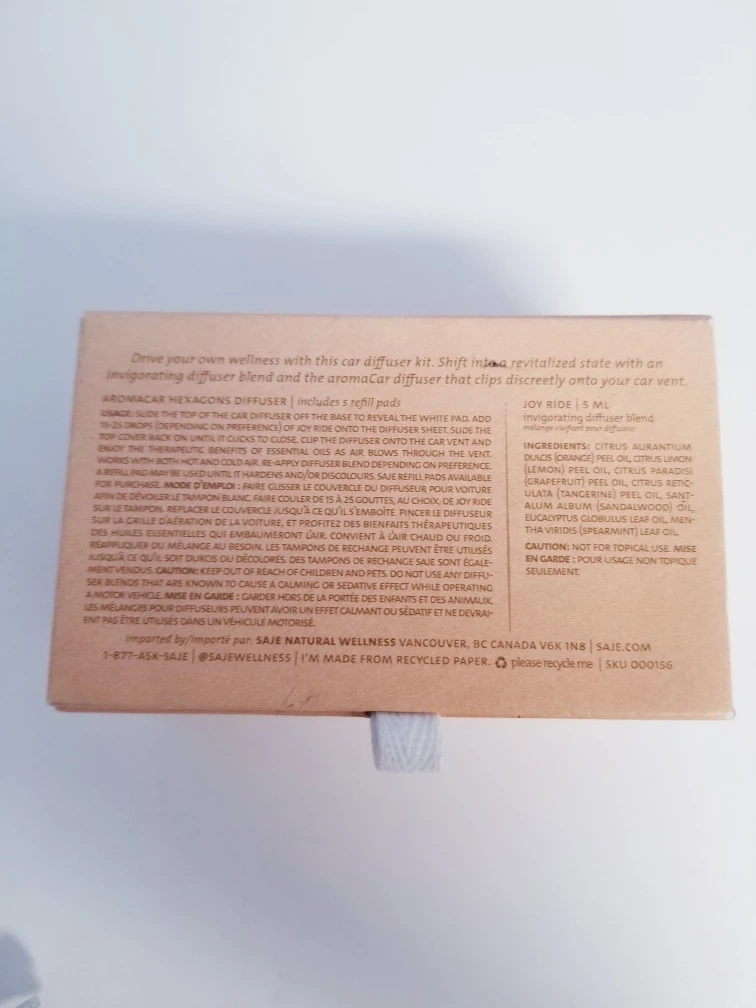 Drive your own wellness with this car diffuser kit. Shift into a revitalized state with an
invigorating diffuser blend and the aromaCar diffuser that clips discreetly onto your car vent.
AROMACAR HEXAGONS DIFFUSER | includes 5 refill pads
USAGE: SLIDE THE TOP OF THE CAR DIFFUSER OFF THE BASE TO REVEAL THE WHITE PAD. ADD
15-25 DROPS (DEPENDING ON PREFERENCE) OF JOY RIDE ONTO THE DIFFUSER SHEET. SLIDE THE
TOP COVER BACK ON UNTIL IT CLICKS TO CLOSE. CLIP THE DIFFUSER ONTO THE CAR VENT AND
ENJOY THE THERAPEUTIC BENEFITS OF ESSENTIAL OILS AS AIR BLOWS THROUGH THE VENT.
WORKS WITH BOTH HOT AND COLD AIR. RE-APPLY DIFFUSER BLEND DEPENDING ON PREFERENCE.
A REFILL PAD MAY BE USED UNTIL IT HARDENS AND/OR DISCOLOURS. SAJE REFILL PADS AVAILABLE
FOR PURCHASE. MODE D'EMPLOI : FAIRE GLISSER LE COUVERCLE DU DIFFUSEUR POUR VOITURE
AFIN DE DÉVOILER LE TAMPON BLANC. FAIRE COULER DE 15 À 25 GOUTTES, AU CHOIX, DE JOY RIDE
SUR LE TAMPON. REPLACER LE COUVERCLE JUSQU'À CE QU'IL S'EMBOÎTE. PINCER LE DIFFUSEUR
SUR LA GRILLE D'AÉRATION DE LA VOITURE, ET PROFITEZ DES BIENFAITS THÉRAPEUTIQUES
DES HUILES ESSENTIELLES QUI EMBAUMERONT L'AIR. CONVIENT À L'AIR CHAUD OU FROID.
RÉAPPLIQUER DU MÉLANGE AU BESOIN. LES TAMPONS DE RECHANGE PEUVENT ÊTRE UTILISÉS
JUSQU'À CE QU'IL SOIT DURCIS OU DÉCOLORÉS. DES TAMPONS DE RECHANGE SAJE SONT ÉGALE-
MENT VENDUS. CAUTION: KEEP OUT OF REACH OF CHILDREN AND PETS. DO NOT USE ANY DIFFU-
SER BLENDS THAT ARE KNOWN TO CAUSE A CALMING OR SEDATIVE EFFECT WHILE OPERATING
A MOTOR VEHICLE. MISE EN GARDE : GARDER HORS DE LA PORTÉE DES ENFANTS ET DES ANIMAUX.
LES MÉLANGES POUR DIFFUSEURS PEUVENT AVOIR UN EFFET CALMANT OU SÉDATIF ET NE DEVRAI-
ENT PAS ÊTRE UTILISÉS DANS UN VÉHICULE MOTORISÉ.
JOY RIDE | 5 ML
invigorating diffuser blend
mélange vivifiant pour diffuseur
INGREDIENTS: CITRUS AURANTIUM
DULCIS (ORANGE) PEEL OIL, CITRUS LIMON
(LEMON) PEEL OIL, CITRUS PARADISI
(GRAPEFRUIT) PEEL OIL, CITRUS RETIC-
ULATA (TANGERINE) PEEL OIL, SANT-
ALUM ALBUM (SANDALWOOD) OIL,
EUCALYPTUS GLOBULUS LEAF OIL, MEN-
THA VIRIDIS (SPEARMINT) LEAF OIL.
CAUTION: NOT FOR TOPICAL USE. MISE
EN GARDE : POUR USAGE NON TOPIQUE
SEULEMENT.
Imported by/importé par: SAJE NATURAL WELLNESS VANCOUVER, BC CANADA V6K 1N8 | SAJE.COM
1-877-ASK-SAJE | @SAJEWELLNESS | I'M MADE FROM RECYCLED PAPER. please recycle me | SKU 000156